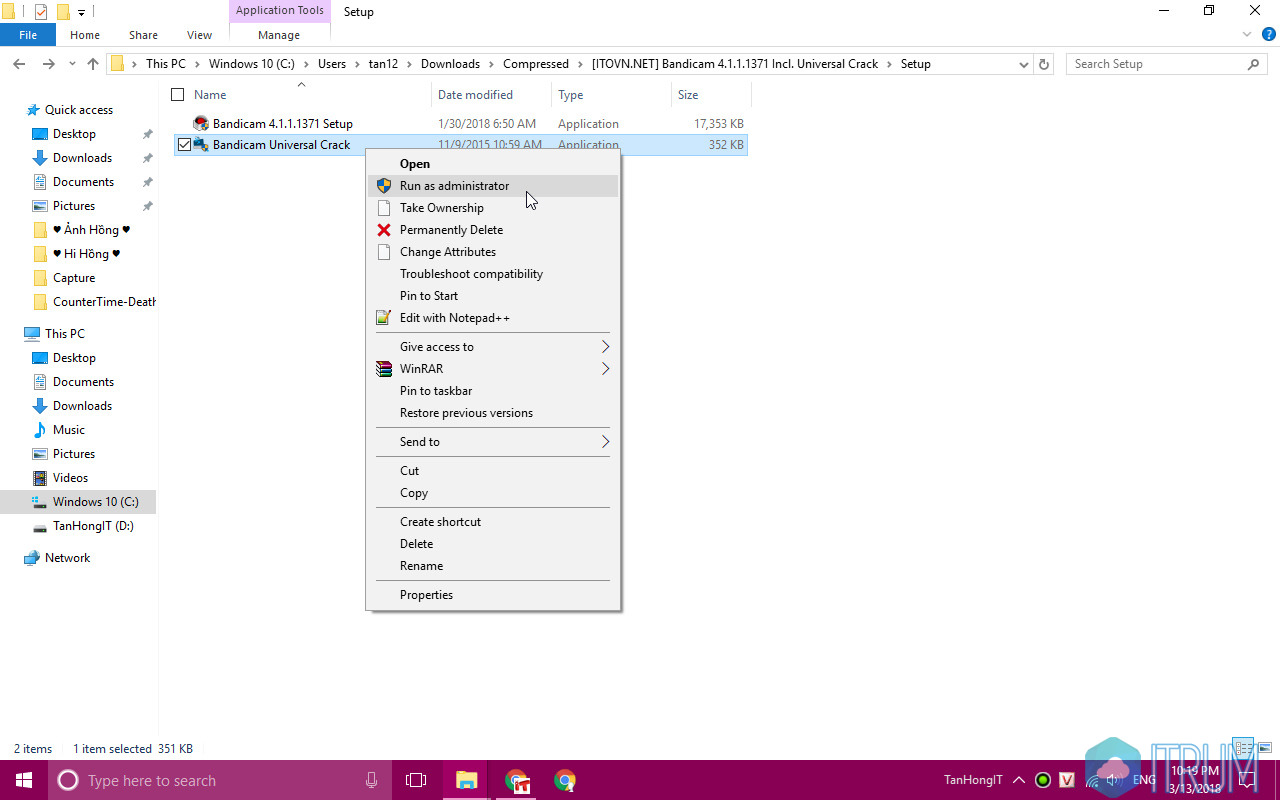 Application Tools
Setup
File
Home
Share
View
Manage
This PC
Windows 10 (C:)
Users
tan12
Downloads
Compressed
[ITOVN.NET] Bandicam 4.1.1.1371 Incl. Universal Crack
Setup
Search Setup
Name
Date modified
Type
Size
Bandicam 4.1.1.1371 Setup
1/30/2018 6:50 AM
Application
17,353 KB
Bandicam Universal Crack
11/9/2015 10:59 AM
Application
352 KB
Quick access
Desktop
Downloads
Documents
Pictures
♥ Ảnh Hồng ♥
♥ Hi Hồng ♥
Capture
CounterTime-Death
This PC
Desktop
Documents
Downloads
Music
Pictures
Videos
Windows 10 (C:)
TanHongIT (D:)
Network
Open
Run as administrator
Take Ownership
Permanently Delete
Change Attributes
Troubleshoot compatibility
Pin to Start
Edit with Notepad++
Give access to
WinRAR
Pin to taskbar
Restore previous versions
Send to
Cut
Copy
Create shortcut
Delete
Rename
Properties
2 items
1 item selected 351 KB
Type here to search
TanHongIT
V
ENG
10:19 PM
3/13/2018
ITRUM